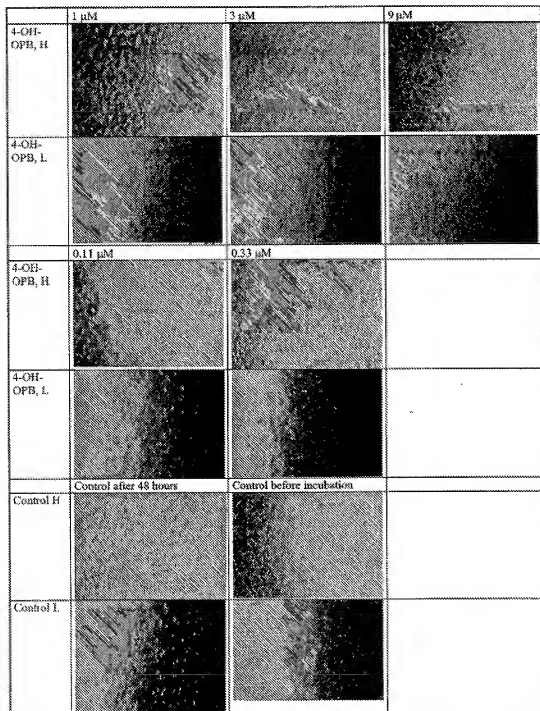 1 µM 3 µM 9 µM
4-OH-
OPB, H
4-OH-
OPB, L
0.11 µM 0.33 µM
4-OH-
OPB, H
4-OH-
OPB, L
Control after 48 hours Control before incubation
Control H
Control L